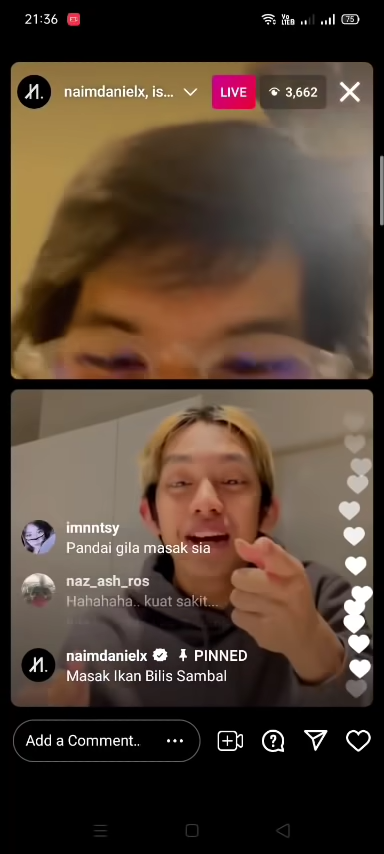 21:36
75
naimdanielx, is...
LIVE
3,662
imnntsy
Pandai gila masak sia
naz_ash_ros
Hahahaha.. kuat sakit...
naimdanielx PINNED
Masak Ikan Bilis Sambal
Add a Comment..